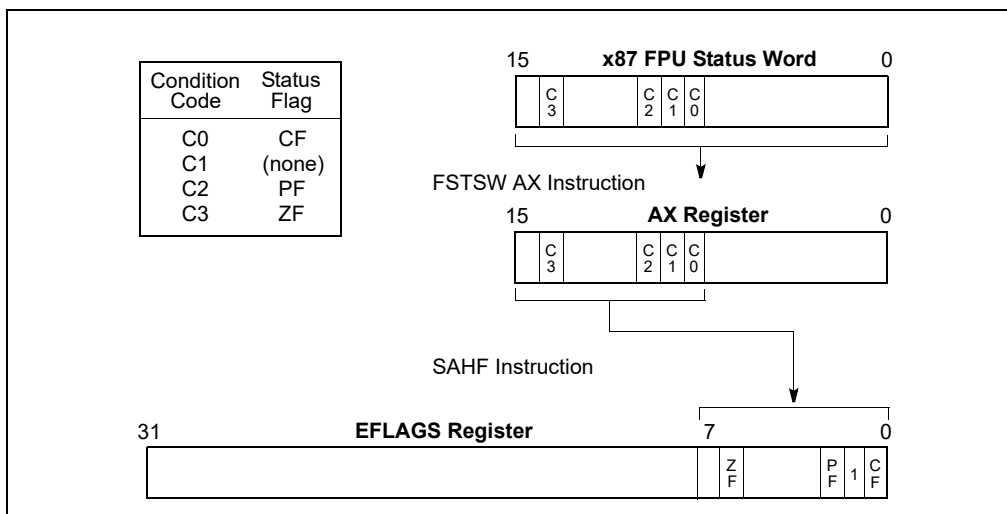 Condition Code Status Flag
C0 CF
C1 (none)
C2 PF
C3 ZF
15 x87 FPU Status Word 0
C3 C2 C1 C0
FSTSW AX Instruction
15 AX Register 0
C3 C2 C1 C0
SAHF Instruction
31 EFLAGS Register 7 0
ZF PF 1 CF